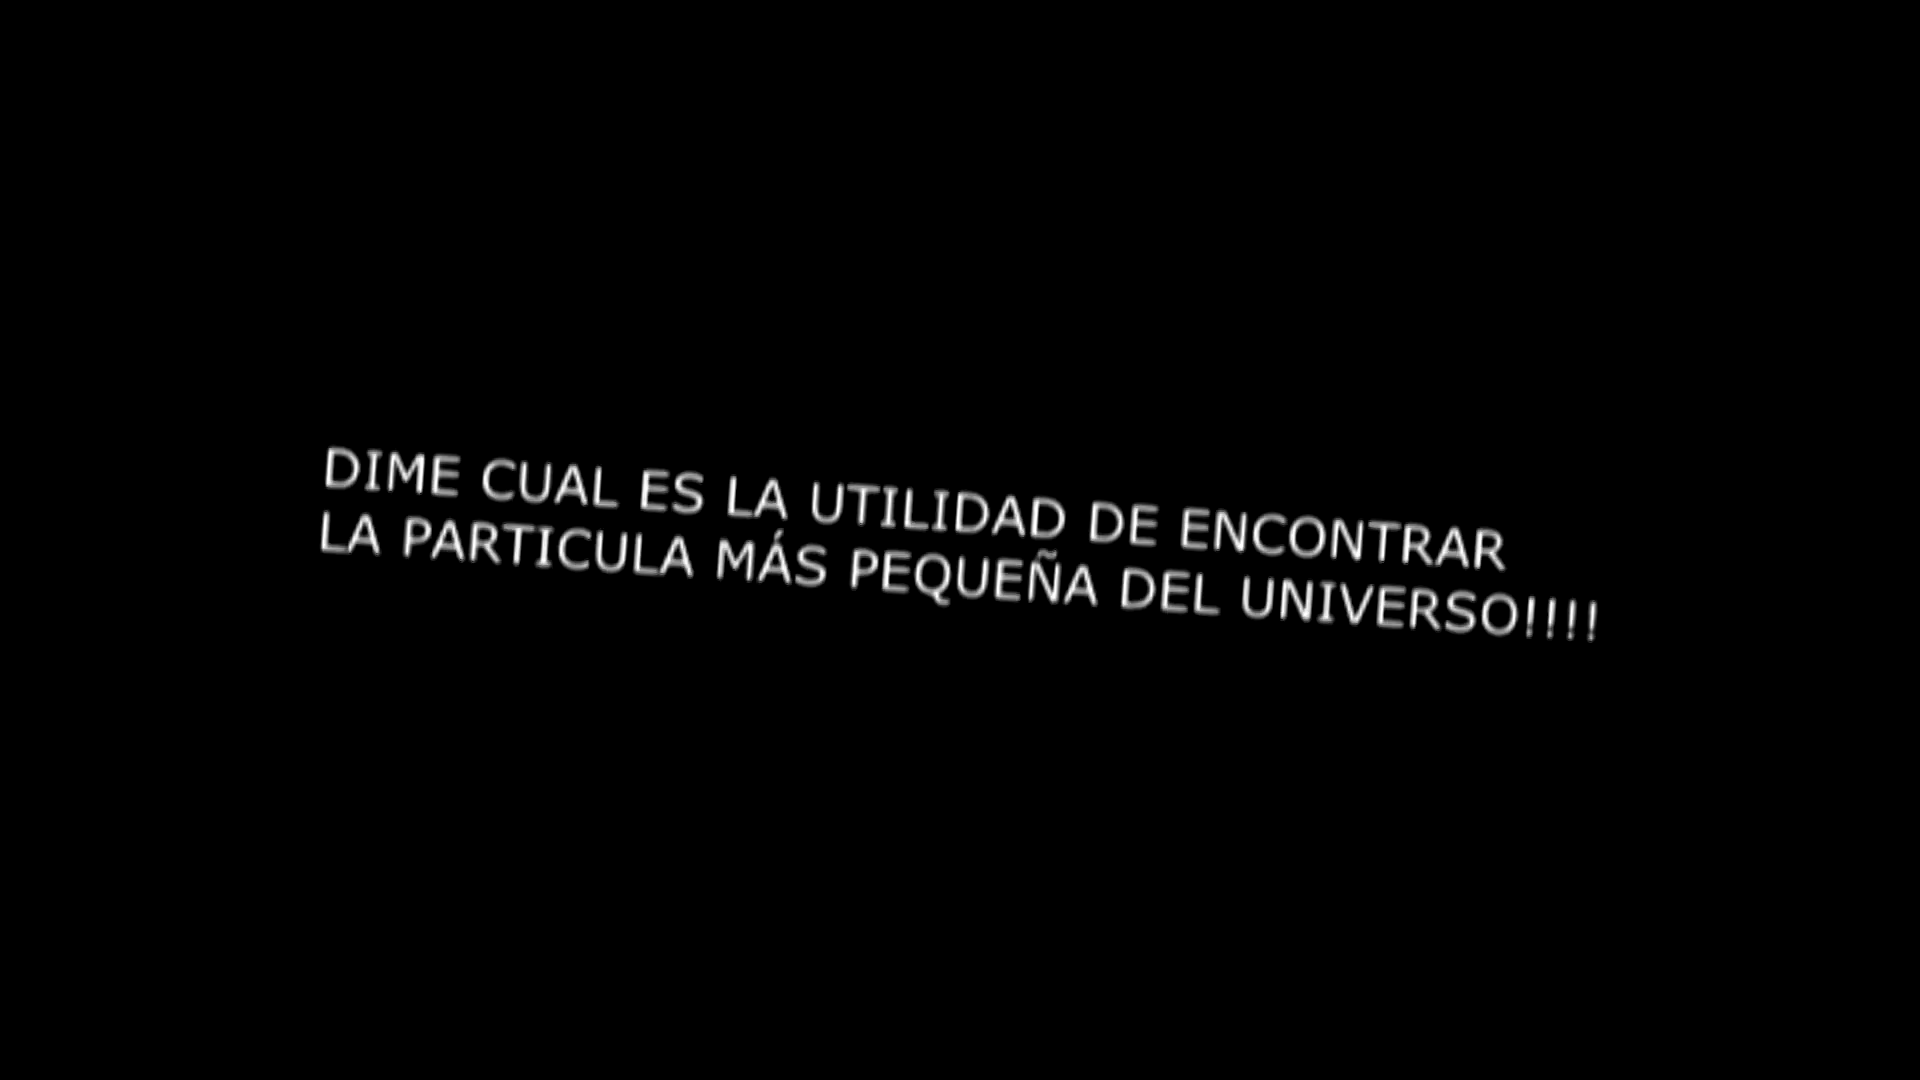 DIME CUAL ES LA UTILIDAD DE ENCONTRAR
LA PARTICULA MÁS PEQUEÑA DEL UNIVERSO!!!!